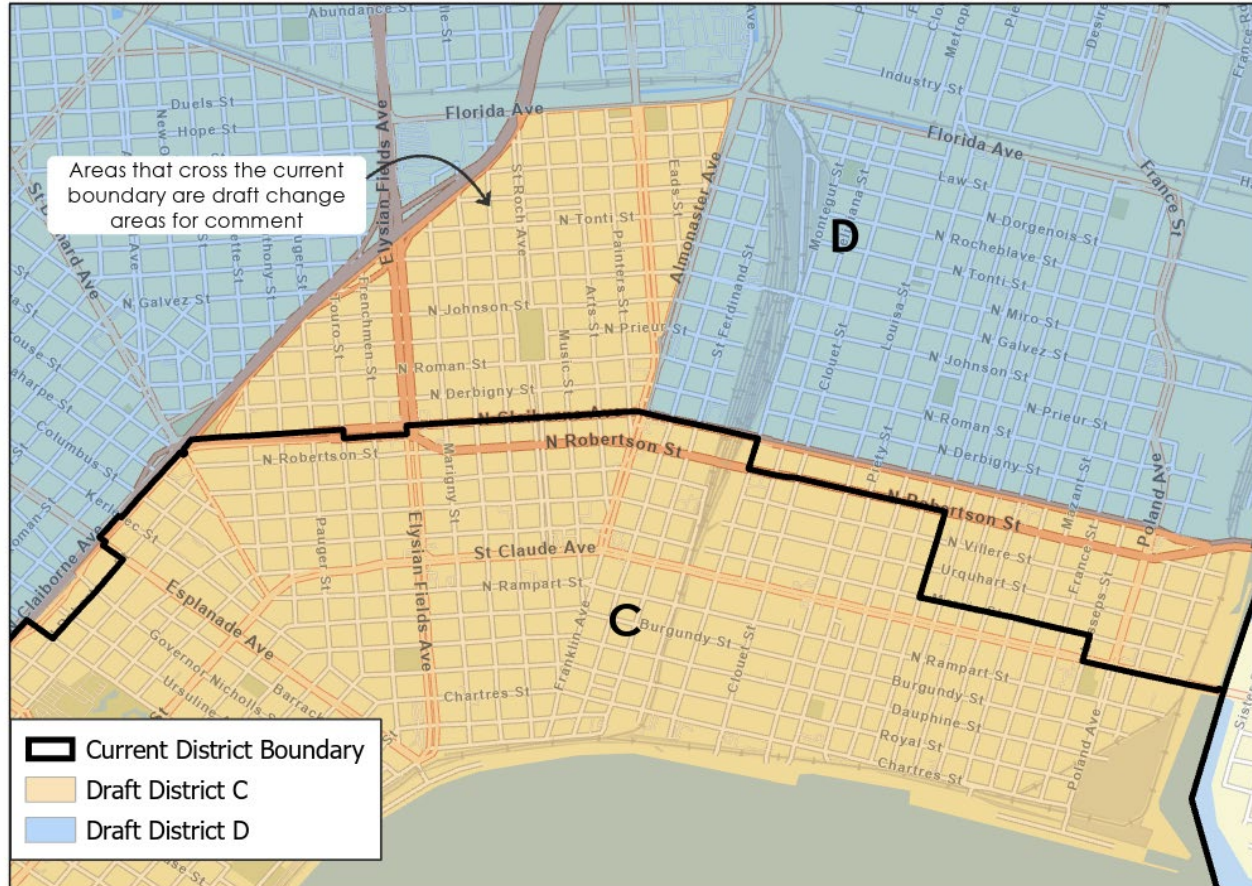 Abundance St
Duels St
Hope St
Florida Ave
Industry St
Florida Ave
Law St
France St
Areas that cross the current
boundary are draft change
areas for comment
Elysian Fields Ave
St Roch Ave
Eads St
N Tonti St
Painters St
Almonaster Ave
Montegut St
D
N Dorgenois St
N Rocheblave St
N Tonti St
N Galvez St
Touro St
Frenchmen St
N Johnson St
Arts St
N Prieur St
Music St
St Ferdinand St
Louisa St
Clouet St
N Miro St
N Galvez St
N Johnson St
N Prieur St
N Roman St
N Derbigny St
N Roman St
N Derbigny St
Piety St
Columbus St
N Robertson St
Marigny St
N Robertson St
N Robertson St
Mazant St
Poland Ave
N Villere St
Urquhart St
France St
Claiborne Ave
Pauger St
Elysian Fields Ave
St Claude Ave
N Rampart St
Esplanade Ave
Franklin Ave
C
Burgundy St
Clouet St
N Rampart St
Burgundy St
Dauphine St
Royal St
Chartres St
Poland Ave
Governor Nicholls St
Chartres St
Current District Boundary
Draft District C
Draft District D